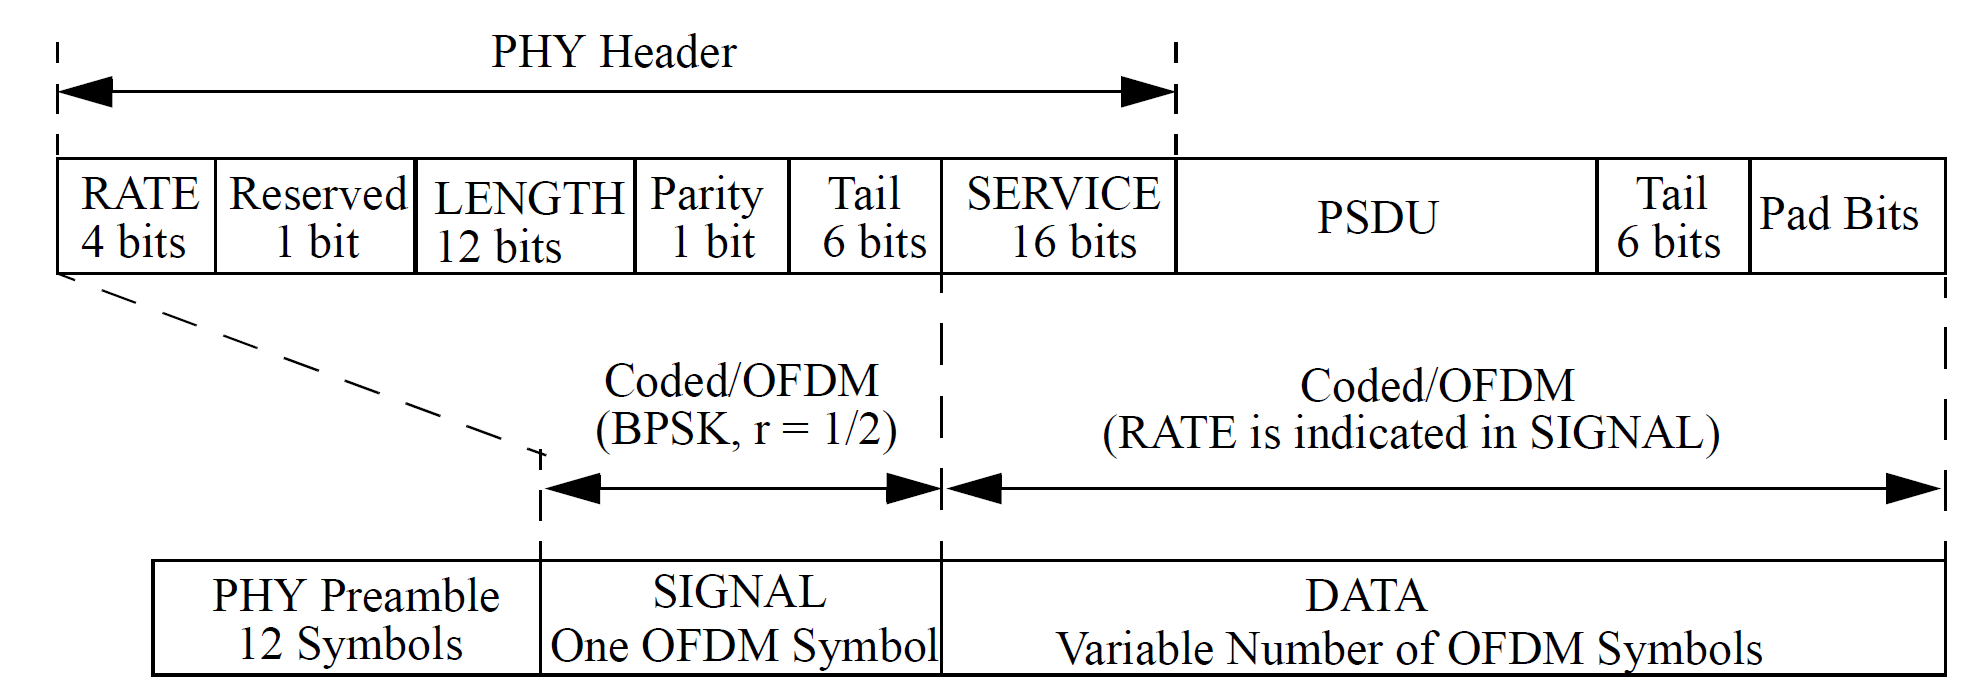 PHY Header
RATE
4 bits
Reserved
1 bit
LENGTH
12 bits
Parity
1 bit
Tail
6 bits
SERVICE
16 bits
PSDU
Tail
6 bits
Pad Bits
Coded/OFDM
(BPSK, r = 1/2)
Coded/OFDM
(RATE is indicated in SIGNAL)
PHY Preamble
12 Symbols
SIGNAL
One OFDM Symbol
DATA
Variable Number of OFDM Symbols